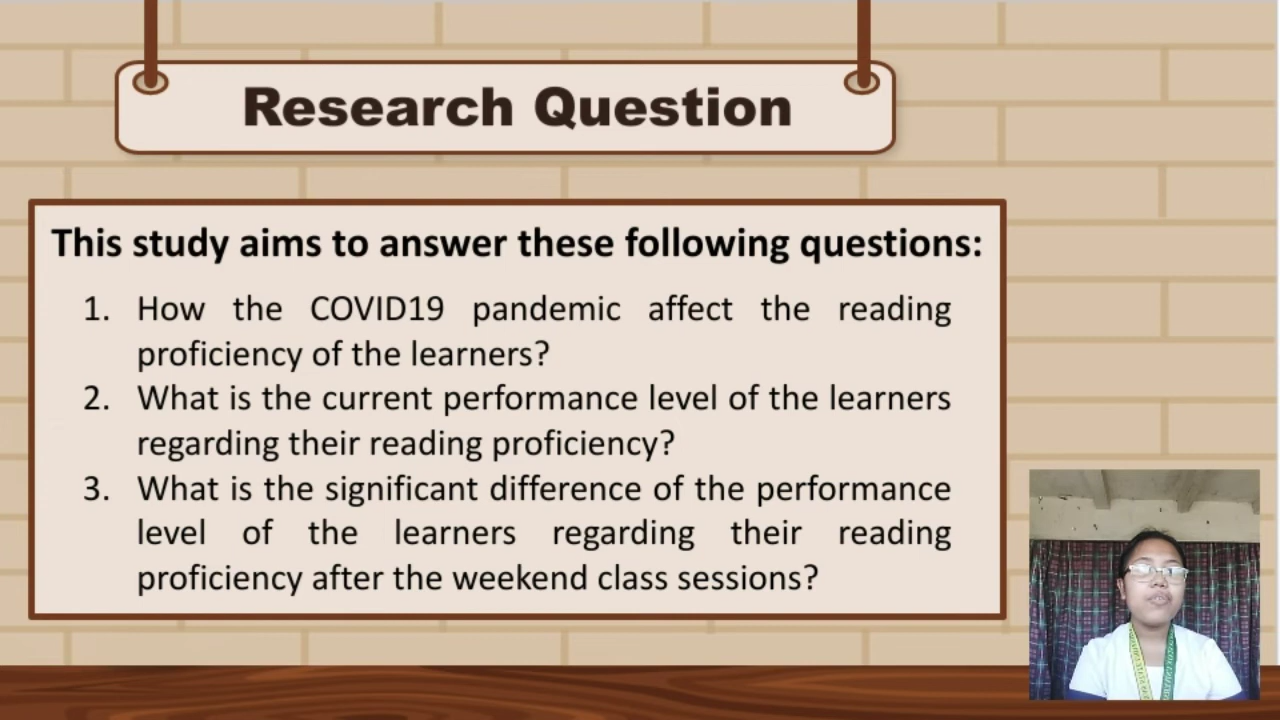 Research Question
This study aims to answer these following questions:
1. How the COVID19 pandemic affect the reading
proficiency of the learners?
2. What is the current performance level of the learners
regarding their reading proficiency?
3. What is the significant difference of the performance
level of the learners regarding their reading
proficiency after the weekend class sessions?